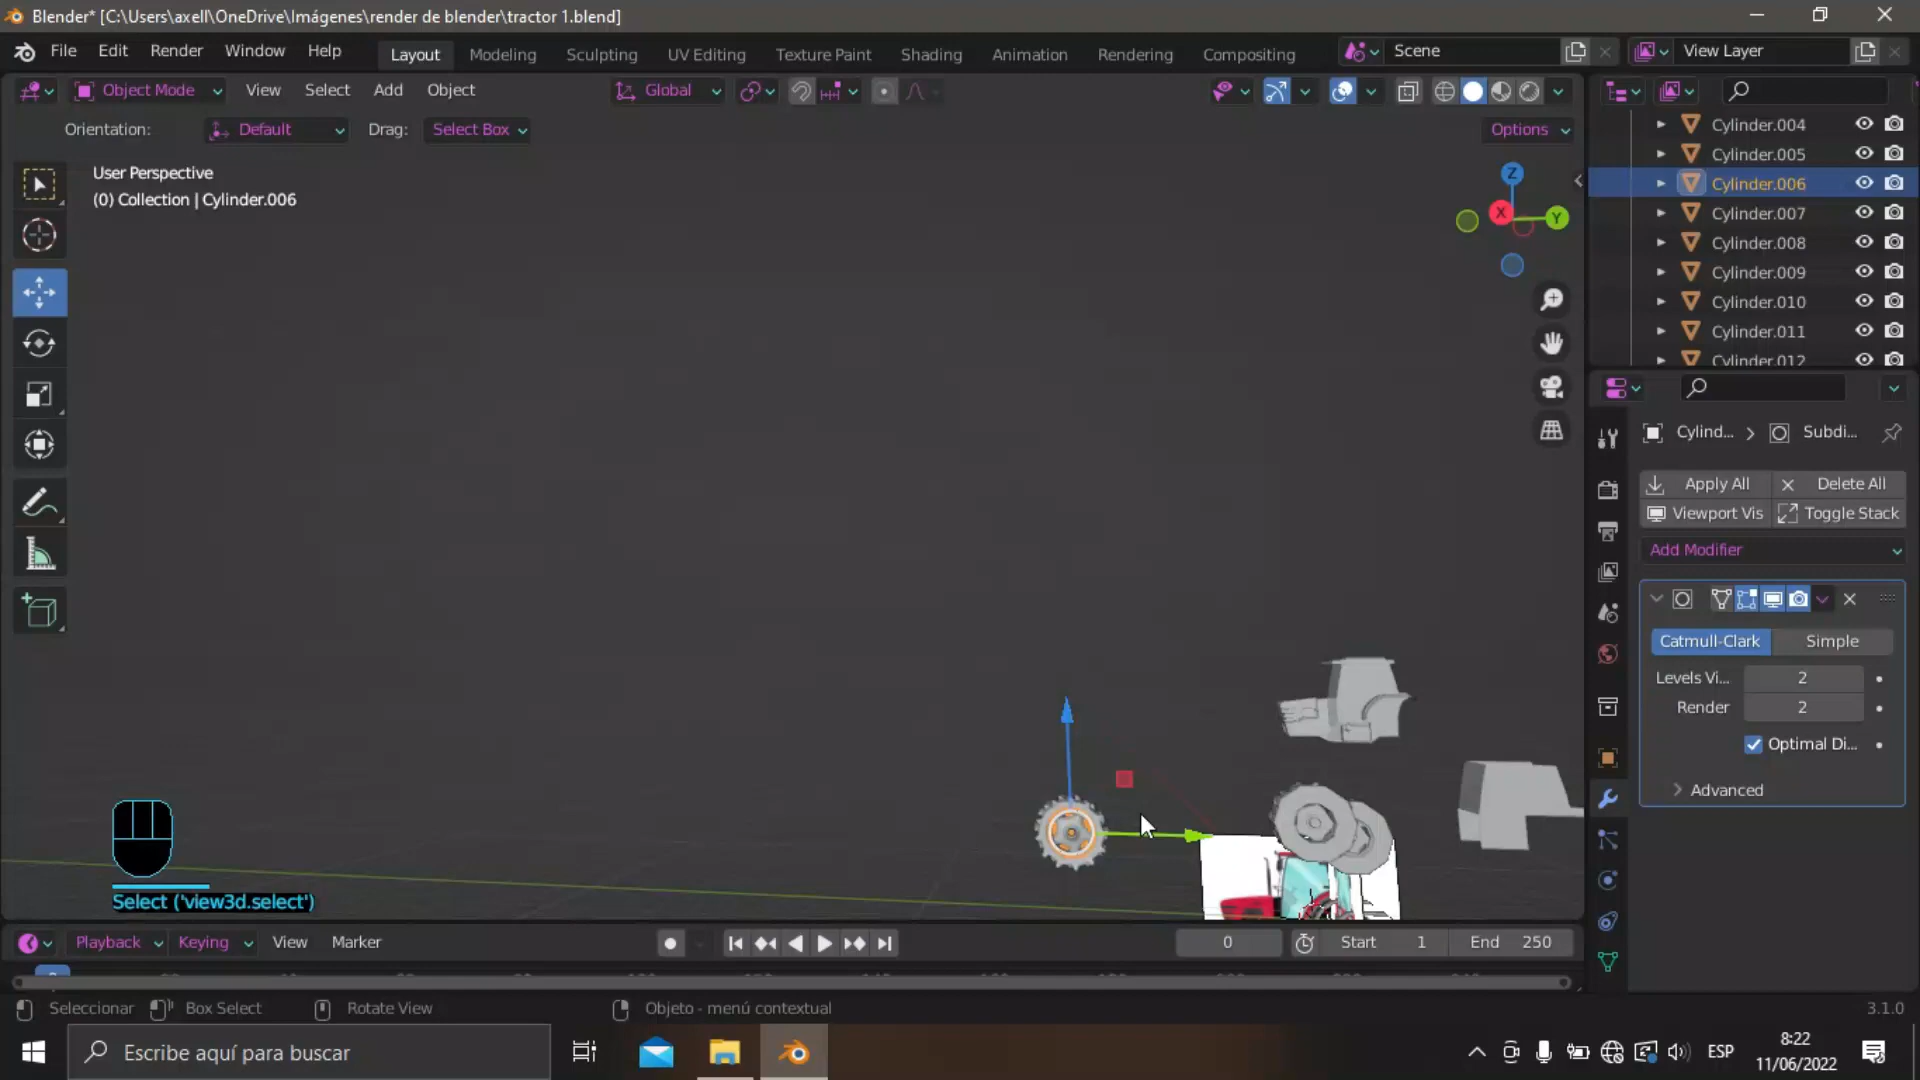 Blender* [C:\Users\axell\OneDrive\Imágenes\render de blender\tractor 1.blend]
File Edit Render Window Help Layout Modeling Sculpting UV Editing Texture Paint Shading Animation Rendering Compositing Scene View Layer
Object Mode View Select Add Object Global
Orientation: Default Drag: Select Box Options
User Perspective
(0) Collection | Cylinder.006
Z
X
Y
Cylinder.004
Cylinder.005
Cylinder.006
Cylinder.007
Cylinder.008
Cylinder.009
Cylinder.010
Cylinder.011
Cylinder.012
Cylind... Subdi...
Apply All Delete All
Viewport Vis Toggle Stack
Add Modifier
Catmull-Clark Simple
Levels Vi... 2
Render 2
Optimal Di...
Advanced
Select ('view3d.select')
Playback Keying View Marker 0 Start 1 End 250
Seleccionar Box Select Rotate View Objeto - menú contextual 3.1.0
Escribe aquí para buscar
ESP
8:22
11/06/2022